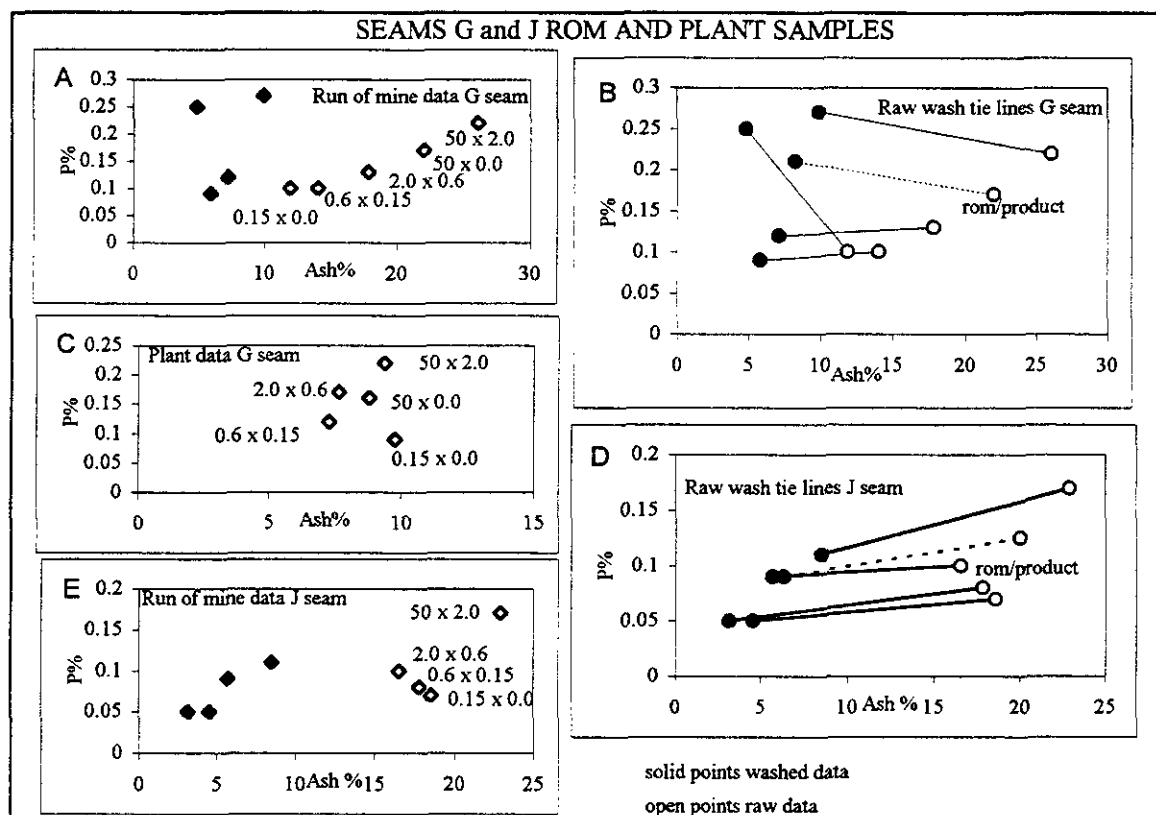 SEAMS G and J ROM AND PLANT SAMPLES
A
Run of mine data G seam
P%
0.3
0.25
0.2
0.15
0.1
0.05
0
50 x 2.0
50 x 0.0
2.0 x 0.6
0.6 x 0.15
0.15 x 0.0
0 10 20 30
Ash%
B
Raw wash tie lines G seam
P%
0.3
0.25
0.2
0.15
0.1
0.05
0
rom/product
0 5 10 15 20 25 30
Ash%
C
Plant data G seam
P%
0.25
0.2
0.15
0.1
0.05
0
50 x 2.0
2.0 x 0.6
50 x 0.0
0.6 x 0.15
0.15 x 0.0
0 5 10 15
Ash%
D
Raw wash tie lines J seam
P%
0.2
0.15
0.1
0.05
0
rom/product
0 5 10 15 20 25
Ash %
E
Run of mine data J seam
P%
0.2
0.15
0.1
0.05
0
50 x 2.0
2.0 x 0.6
0.6 x 0.15
0.15 x 0.0
0 5 10 15 20 25
Ash %
solid points washed data
open points raw data